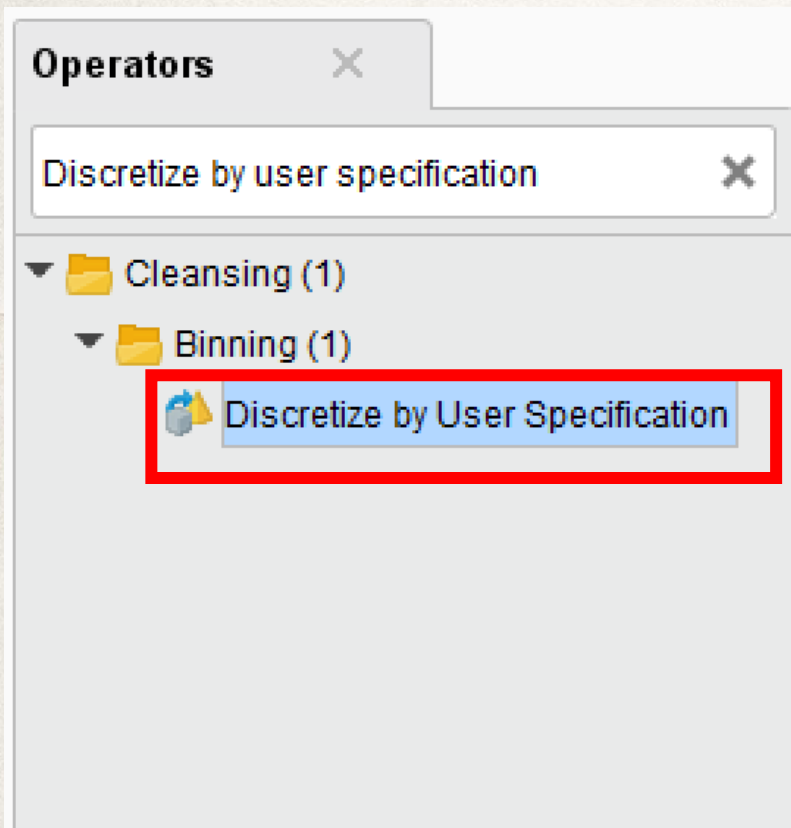 Operators
Discretize by user specification
Cleansing (1)
Binning (1)
Discretize by User Specification